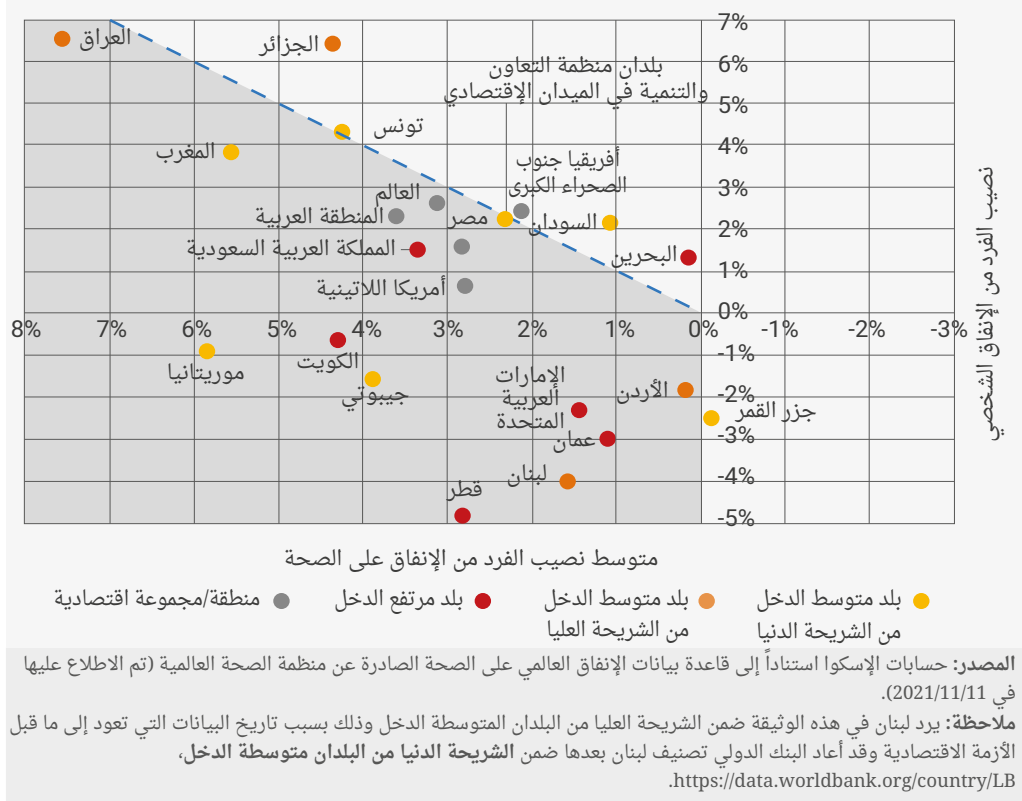 7%
العراق
الجزائر
6%
بلدان منظمة التعاون
والتنمية في الميدان الإقتصادي
5%
تونس
4%
المغرب
أفريقيا جنوب
الصحراء الكبرى
3%
العالم
المنطقة العربية
مصر
السودان
2%
المملكة العربية السعودية
البحرين
1%
أمريكا اللاتينية
0%
8% 7% 6% 5% 4% 3% 2% 1% 0% -1% -2% -3%
-1%
الكويت
موريتانيا
جيبوتي
الإمارات
العربية
المتحدة
الأردن
-2%
جزر القمر
-3%
عمان
لبنان
-4%
قطر
-5%
نصيب الفرد من الإنفاق الشخصي
متوسط نصيب الفرد من الإنفاق على الصحة
بلد متوسط الدخل
من الشريحة الدنيا
بلد متوسط الدخل
من الشريحة العليا
بلد مرتفع الدخل
منطقة/مجموعة اقتصادية
المصدر: حسابات الإسكوا استناداً إلى قاعدة بيانات الإنفاق العالمي على الصحة الصادرة عن منظمة الصحة العالمية (تم الاطلاع عليها
في 2021/11/11).
ملاحظة: يرد لبنان في هذه الوثيقة ضمن الشريحة العليا من البلدان المتوسطة الدخل وذلك بسبب تاريخ البيانات التي تعود إلى ما قبل
الأزمة الاقتصادية وقد أعاد البنك الدولي تصنيف لبنان بعدها ضمن الشريحة الدنيا من البلدان متوسطة الدخل،
https://data.worldbank.org/country/LB.